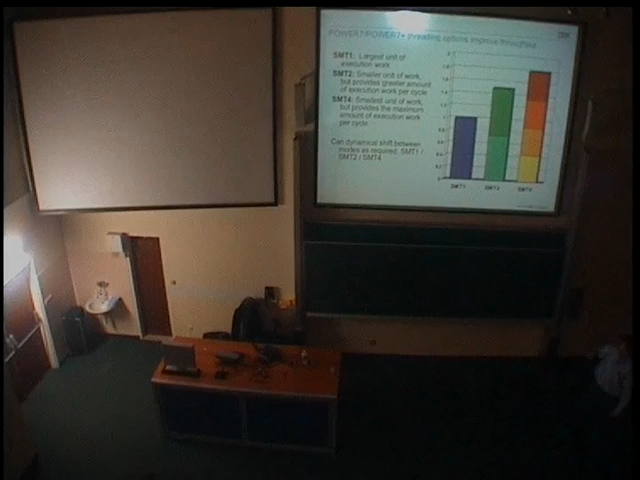 POWER7/POWER7+ threading options improve throughput
IBM
SMT1: Largest unit of
execution work
SMT2: Smaller unit of work,
but provides greater amount
of execution work per cycle
SMT4: Smallest unit of work,
but provides the maximum
amount of execution work
per cycle
Can dynamical shift between
modes as required: SMT1 /
SMT2 / SMT4
SMT1
SMT2
SMT4